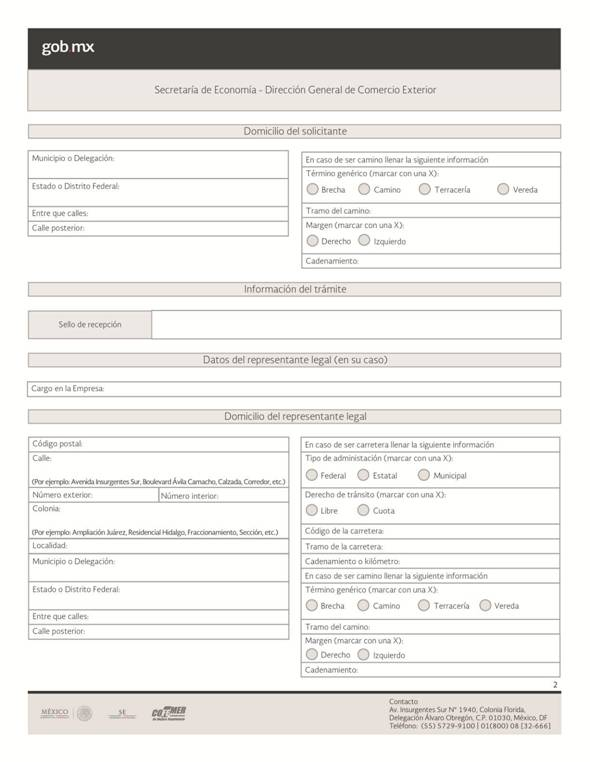 gob.mx
Secretaría de Economía - Dirección General de Comercio Exterior
Domicilio del solicitante
Municipio o Delegación:
Estado o Distrito Federal:
Entre que calles:
Calle posterior:
En caso de ser camino llenar la siguiente información
Término genérico (marcar con una X):
Brecha Camino Terracería Vereda
Tramo del camino:
Margen (marcar con una X):
Derecho Izquierdo
Cadenamiento:
Información del trámite
Sello de recepción
Datos del representante legal (en su caso)
Cargo en la Empresa:
Domicilio del representante legal
Código postal:
Calle:
(Por ejemplo: Avenida Insurgentes Sur, Boulevard Ávila Camacho, Calzada, Corredor, etc.)
Número exterior: Número interior:
Colonia:
(Por ejemplo: Ampliación Juárez, Residencial Hidalgo, Fraccionamiento, Sección, etc.)
Localidad:
Municipio o Delegación:
Estado o Distrito Federal:
Entre que calles:
Calle posterior:
En caso de ser carretera llenar la siguiente información
Tipo de administación (marcar con una X):
Federal Estatal Municipal
Derecho de tránsito (marcar con una X):
Libre Cuota
Código de la carretera:
Tramo de la carretera:
Cadenamiento o kilómetro:
En caso de ser camino llenar la siguiente información
Término genérico (marcar con una X):
Brecha Camino Terracería Vereda
Tramo del camino:
Margen (marcar con una X):
Derecho Izquierdo
Cadenamiento:
2
MÉXICO
SE
COFEMER
Contacto
Av. Insurgentes Sur N° 1940, Colonia Florida,
Delegación Álvaro Obregón, C.P. 01030, México, DF
Teléfono: (55) 5729-9100 | 01(800) 08 [32-666]